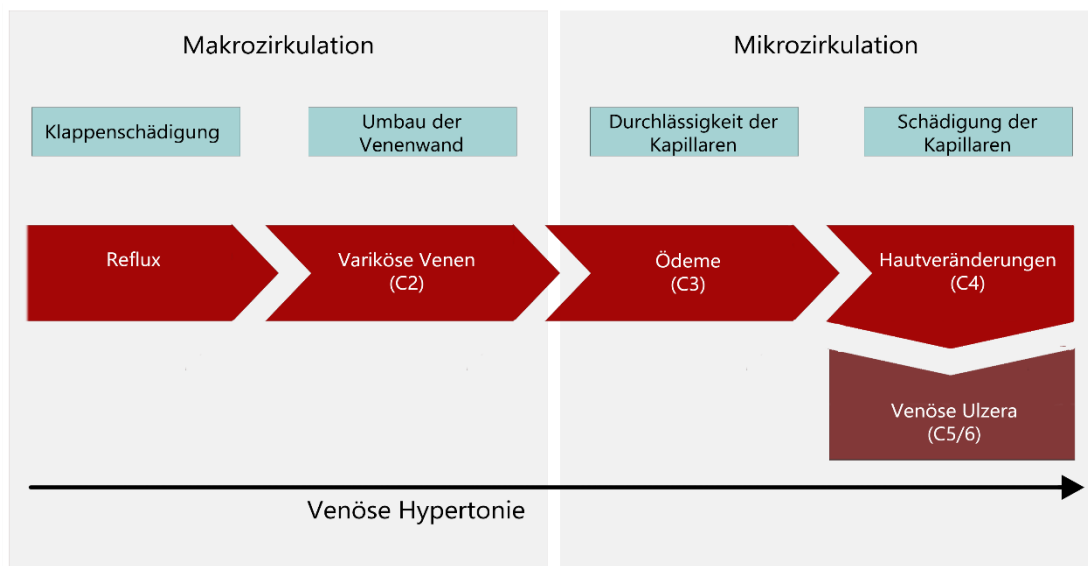 Makrozirkulation
Mikrozirkulation
Klappenschädigung
Umbau der
Venenwand
Durchlässigkeit der
Kapillaren
Schädigung der
Kapillaren
Reflux
Variköse Venen
(C2)
Ödeme
(C3)
Hautveränderungen
(C4)
Venöse Ulzera
(C5/6)
Venöse Hypertonie